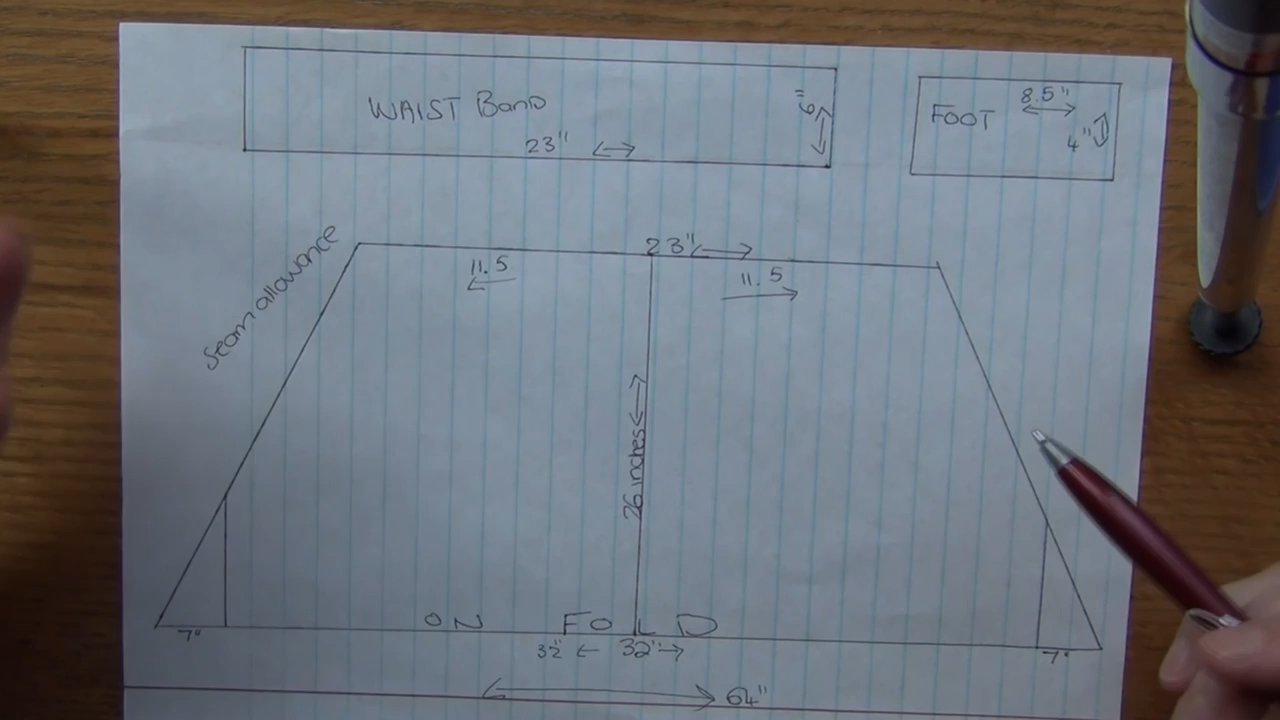 WAIST Band
23"
6"
FOOT
8.5"
4"
seam allowance
23"
11.5
11.5
26 inches
ON FOLD
7"
32"
32"
7"
64"